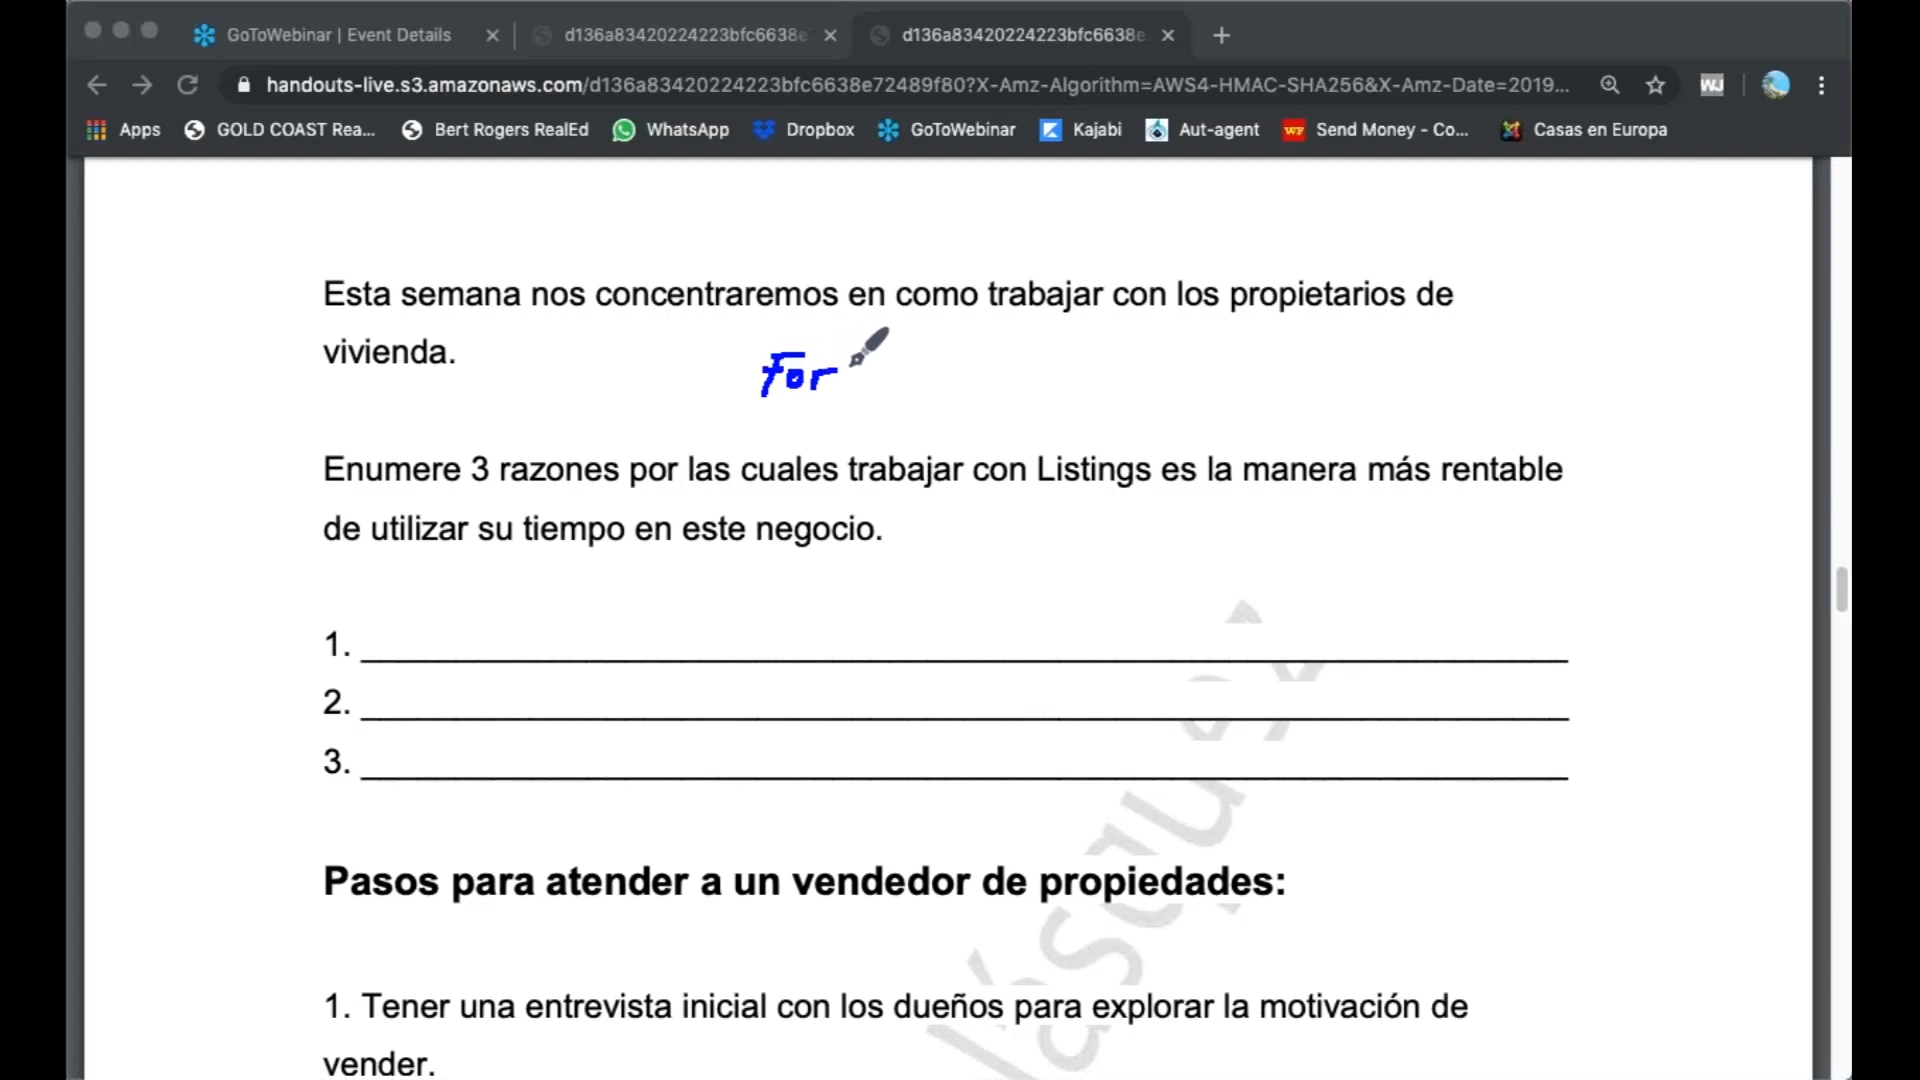 GoToWebinar | Event Details
d136a83420224223bfc6638e
d136a83420224223bfc6638e
handouts-live.s3.amazonaws.com/d136a83420224223bfc6638e72489f80?X-Amz-Algorithm=AWS4-HMAC-SHA256&X-Amz-Date=2019...
WJ
Apps GOLD COAST Rea... Bert Rogers RealEd WhatsApp Dropbox GoToWebinar Kajabi Aut-agent WF Send Money - Co... Casas en Europa
Esta semana nos concentraremos en como trabajar con los propietarios de
vivienda.
For
Enumere 3 razones por las cuales trabajar con Listings es la manera más rentable
de utilizar su tiempo en este negocio.
1.
2.
3.
Pasos para atender a un vendedor de propiedades:
1. Tener una entrevista inicial con los dueños para explorar la motivación de
vender.